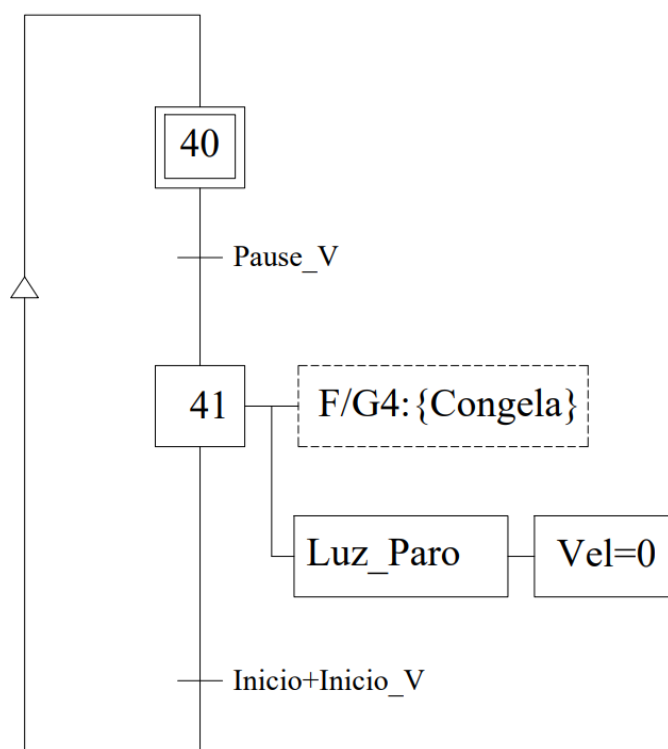 40
Pause_V
41
F/G4:{Congela}
Luz_Paro
Vel=0
Inicio+Inicio_V